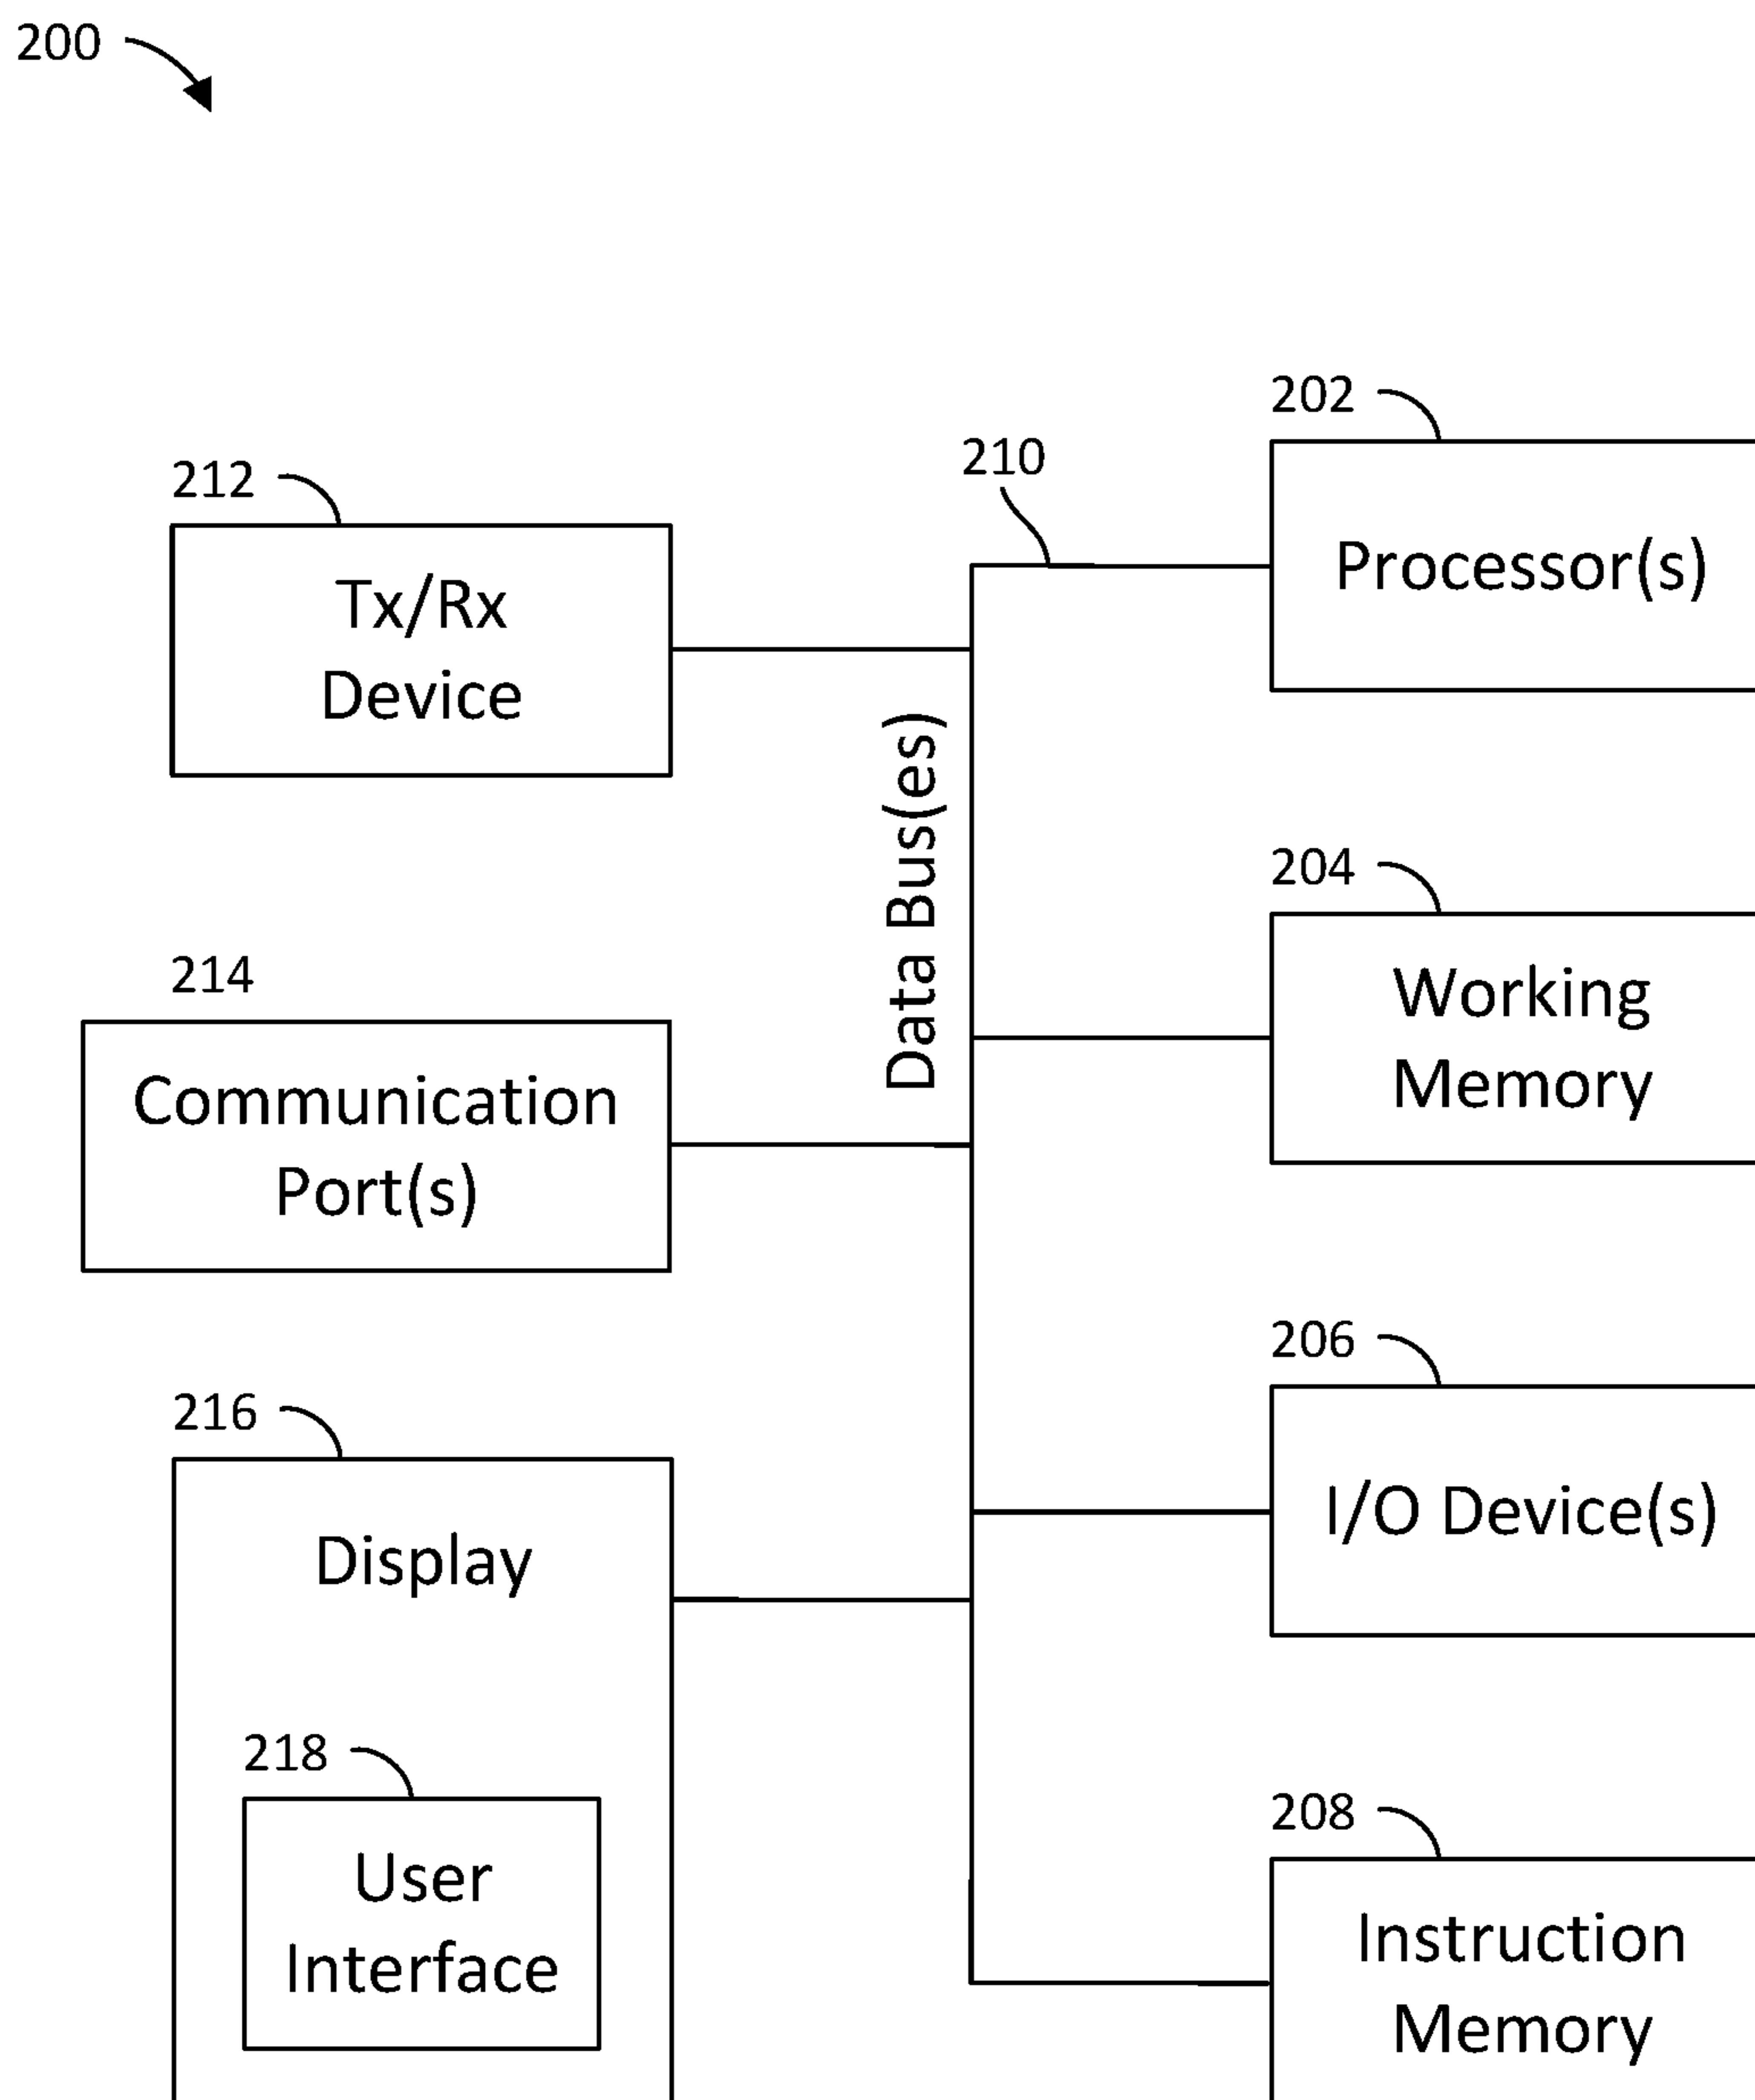 200
212
Tx/Rx
Device
214
Communication
Port(s)
216
Display
218
User
Interface
210
Data Bus(es)
202
Processor(s)
204
Working
Memory
206
I/O Device(s)
208
Instruction
Memory